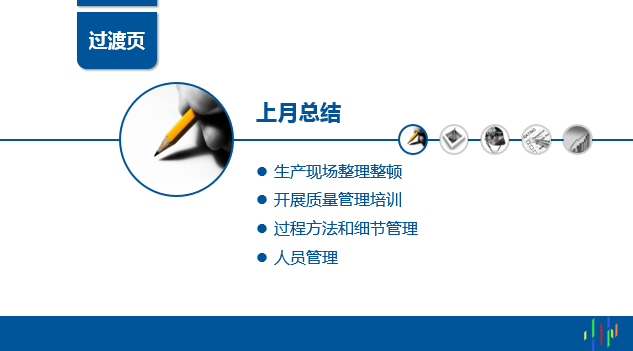 过渡页
上月总结
生产现场整理整顿
开展质量管理培训
过程方法和细节管理
人员管理